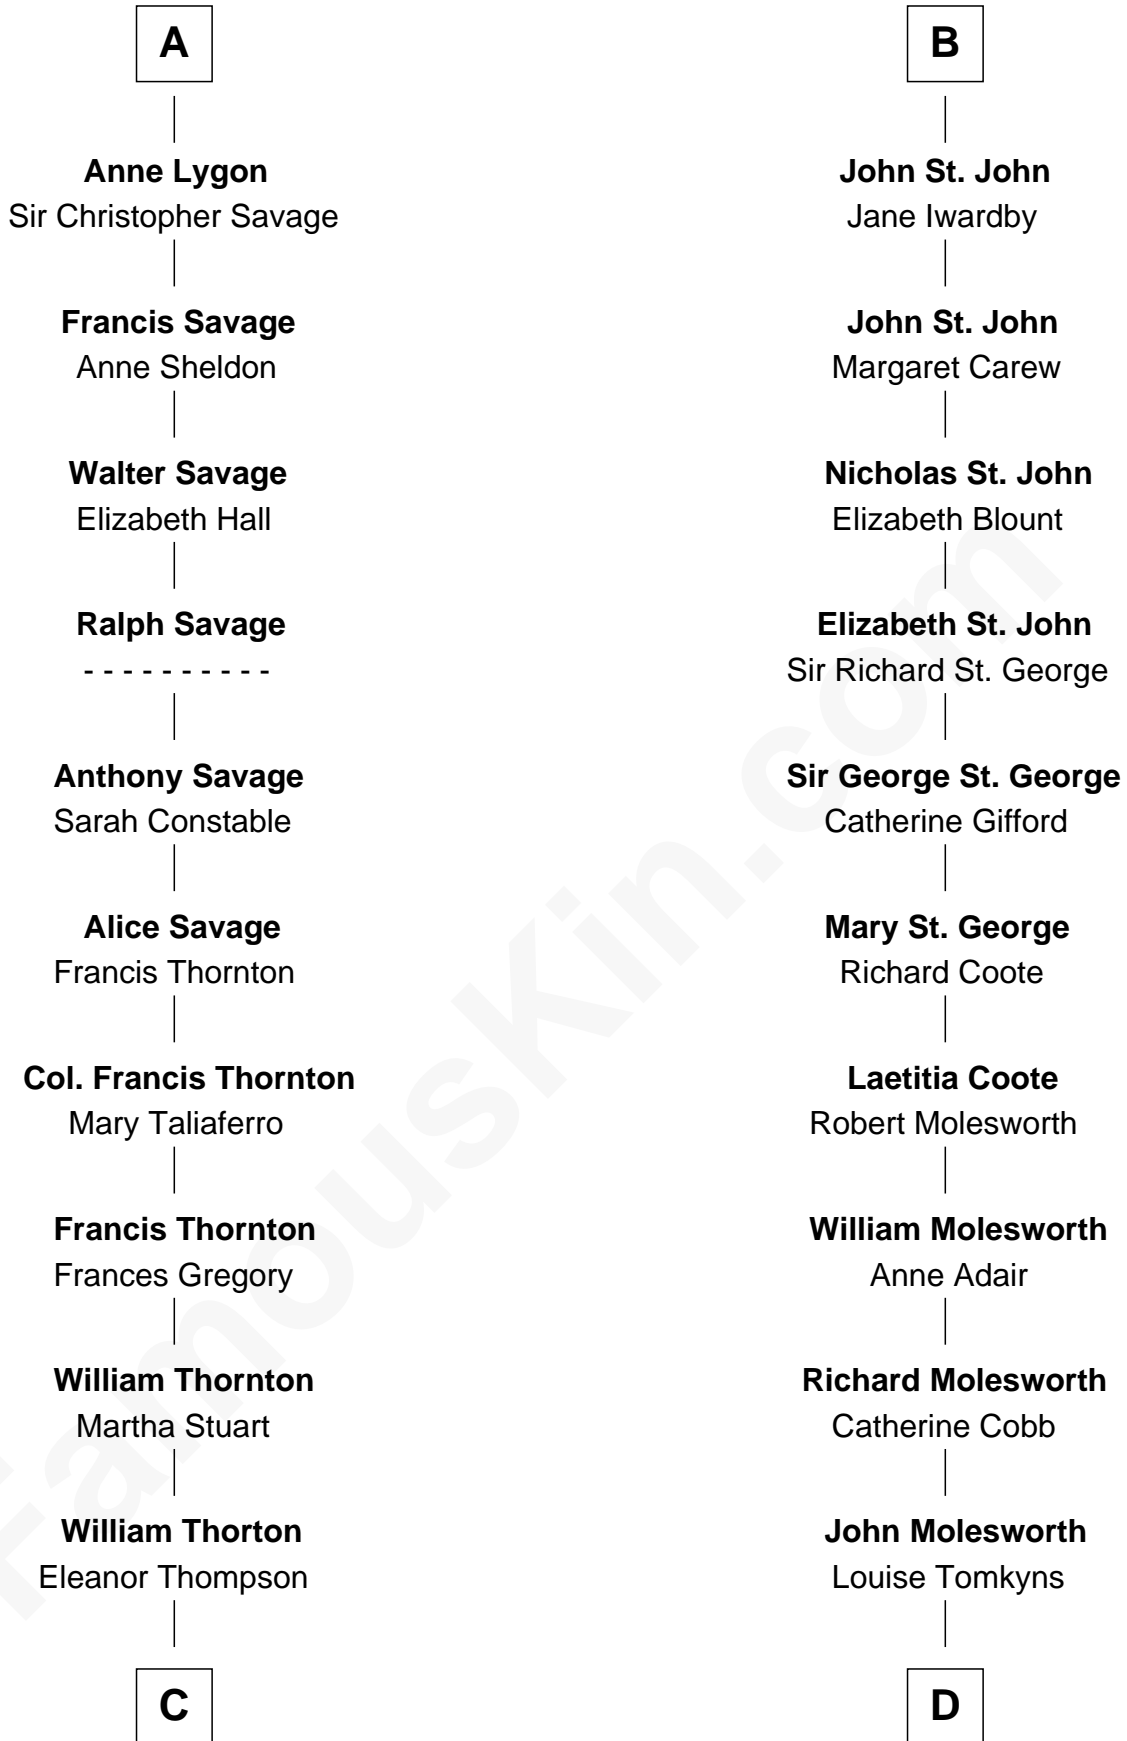 A
Anne Lygon
Sir Christopher Savage
Francis Savage
Anne Sheldon
Walter Savage
Elizabeth Hall
Ralph Savage
- - - - - - - - - -
Anthony Savage
Sarah Constable
Alice Savage
Francis Thornton
Col. Francis Thornton
Mary Taliaferro
Francis Thornton
Frances Gregory
William Thornton
Martha Stuart
William Thorton
Eleanor Thompson
C
B
John St. John
Jane Iwardby
John St. John
Margaret Carew
Nicholas St. John
Elizabeth Blount
Elizabeth St. John
Sir Richard St. George
Sir George St. George
Catherine Gifford
Mary St. George
Richard Coote
Laetitia Coote
Robert Molesworth
William Molesworth
Anne Adair
Richard Molesworth
Catherine Cobb
John Molesworth
Louise Tomkyns
D
FamousKin.com